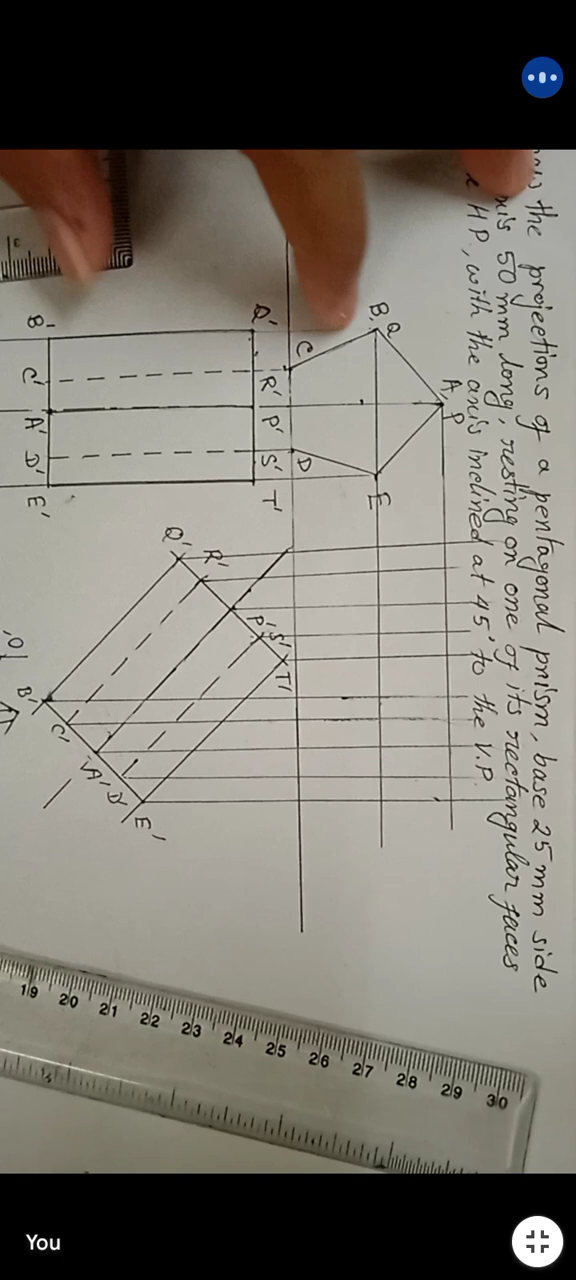 the projections of a pentagonal prism, base 25 mm side
50 mm long, resting on one of its rectangular faces
HP, with the axis inclined at 45° to the V.P.
A, P
B, Q
E
C
D
Q'
R'
P'
S'
T'
B'
C'
A'
D'
E'
Q'
R'
P'
S'
T'
B'
C'
A'
D'
E'
19 20 21 22 23 24 25 26 27 28 29 30
You